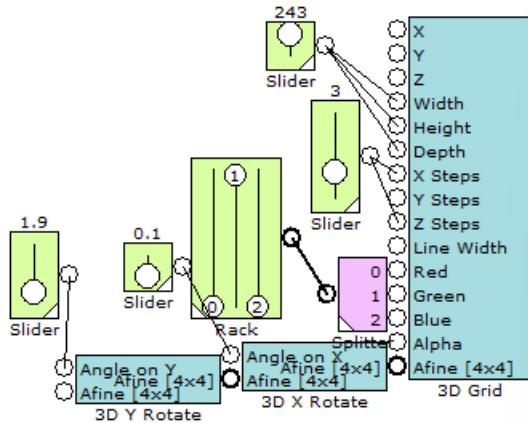 243
Slider
3
Slider
1
0
2
Rack
1.9
Slider
0.1
Slider
0
1
2
Splitte
X
Y
Z
Width
Height
Depth
X Steps
Y Steps
Z Steps
Line Width
Red
Green
Blue
Alpha
Afine [4x4]
3D Grid
Angle on Y
Afine [4x4]
Afine [4x4]
3D Y Rotate
Angle on X
Afine [4x4]
Afine [4x4]
3D X Rotate